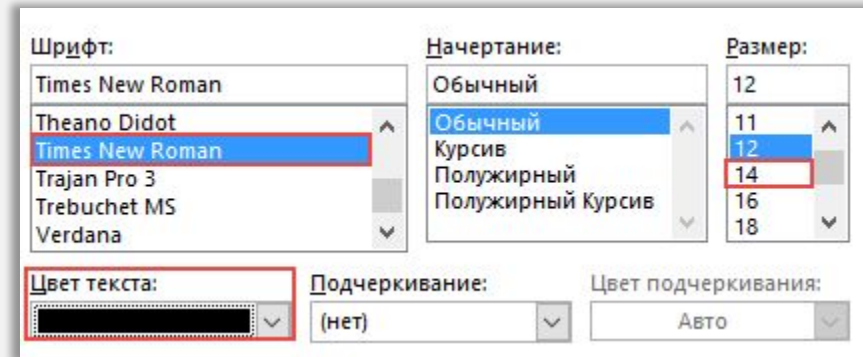 Шрифт: Начертание: Размер:
Times New Roman Обычный 12
Theano Didot Обычный 11
Times New Roman Курсив 12
Trajan Pro 3 Полужирный 14
Trebuchet MS Полужирный Курсив 16
Verdana 18
Цвет текста: Подчеркивание: Цвет подчеркивания:
(нет) Авто